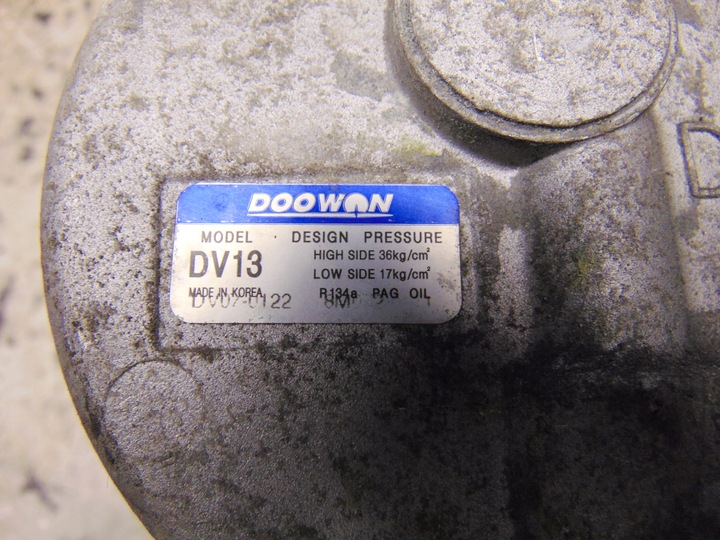 DOOWON
MODEL · DESIGN PRESSURE
DV13 HIGH SIDE 36kg/cm²
LOW SIDE 17kg/cm²
MADE IN KOREA R134a PAG OIL